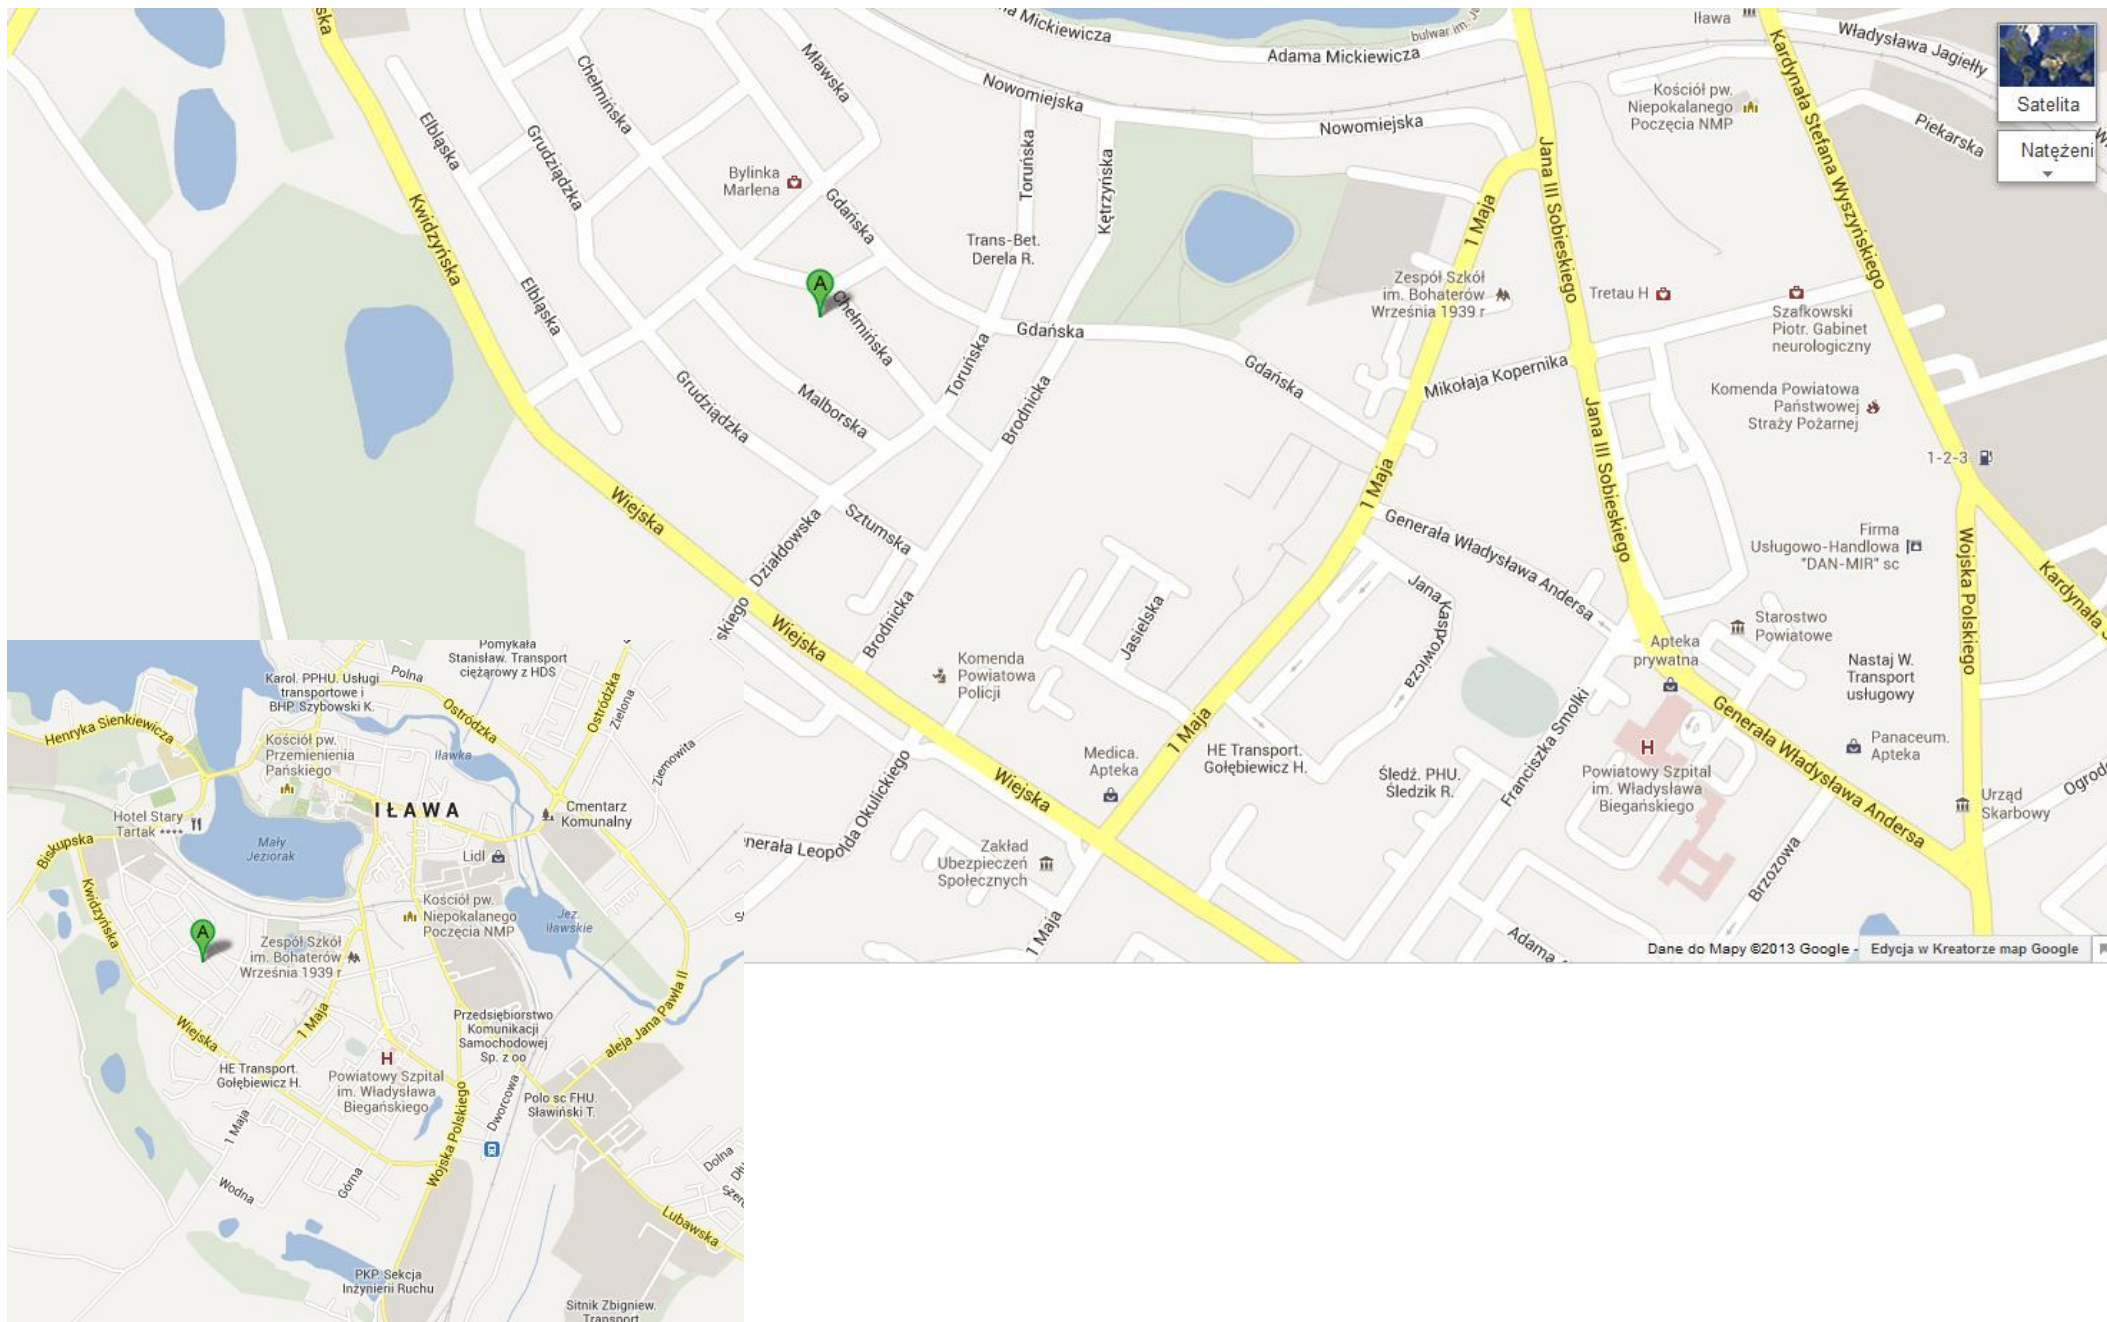 ska
a Mickiewicza
Adama Mickiewicza
bulwar im. Ju
Iława
Władysława Jagiełły
Satelita
Natężeni
Kardynała Stefana Wyszyńskiego
Piekarska
Kościół pw.
Niepokalanego
Poczęcia NMP
Mławska
Chełmińska
Nowomiejska
Nowomiejska
Elbląska
Grudziądzka
Bylinka
Marlena
Toruńska
Kętrzyńska
Jana III Sobieskiego
1 Maja
Kwidzyńska
Gdańska
Trans-Bet.
Derela R.
A
Chełmińska
Elbląska
Zespół Szkół
im. Bohaterów
Września 1939 r
Tretau H
Szafkowski
Piotr. Gabinet
neurologiczny
Gdańska
Gdańska
Toruńska
Brodnicka
Grudziądzka
Malborska
Mikołaja Kopernika
Jana III Sobieskiego
Komenda Powiatowa
Państwowej
Straży Pożarnej
1-2-3
Wiejska
Sztumska
Działdowska
1 Maja
Generała Władysława Andersa
Firma
Usługowo-Handlowa
"DAN-MIR" sc
Wojska Polskiego
Kardynała S
skiego
Wiejska
Brodnicka
Jasielska
Jana Kasprowicza
Komenda
Powiatowa
Policji
Apteka
prywatna
Starostwo
Powiatowe
Nastaj W.
Transport
usługowy
Generała Władysława Andersa
Franciszka Smolki
H
Powiatowy Szpital
im. Władysława
Biegańskiego
Panaceum.
Apteka
Urząd
Skarbowy
Ogrod
Brzozowa
Medica.
Apteka
1 Maja
HE Transport.
Gołębiewicz H.
Śledź. PHU.
Śledzik R.
Wiejska
nerała Leopolda Okulickiego
Zakład
Ubezpieczeń
Społecznych
1 Maja
Adama
Dane do Mapy ©2013 Google -
Edycja w Kreatorze map Google
Pomykała
Stanisław. Transport
ciężarowy z HDS
Polna
Karol. PPHU. Usługi
transportowe i
BHP. Szybowski K.
Ostródzka
Ostródzka
Zielona
Henryka Sienkiewicza
Kościół pw.
Przemienienia
Pańskiego
Iławka
Ziemowita
IŁAWA
Hotel Stary
Tartak ****
Cmentarz
Komunalny
Mały
Jeziorak
Lidl
Biskupska
Kwidzyńska
Kościół pw.
Niepokalanego
Poczęcia NMP
Jez.
Iławskie
A
Zespół Szkół
im. Bohaterów
Września 1939 r
Wiejska
1 Maja
Przedsiębiorstwo
Komunikacji
Samochodowej
Sp. z oo
aleja Jana Pawła II
HE Transport.
Gołębiewicz H.
H
Powiatowy Szpital
im. Władysława
Biegańskiego
Polo sc FHU.
Sławiński T.
Dworcowa
1 Maja
Wojska Polskiego
Wodna
Górna
Dolna
Lubawska
PKP. Sekcja
Inżynierii Ruchu
Sitnik Zbigniew.
Transport